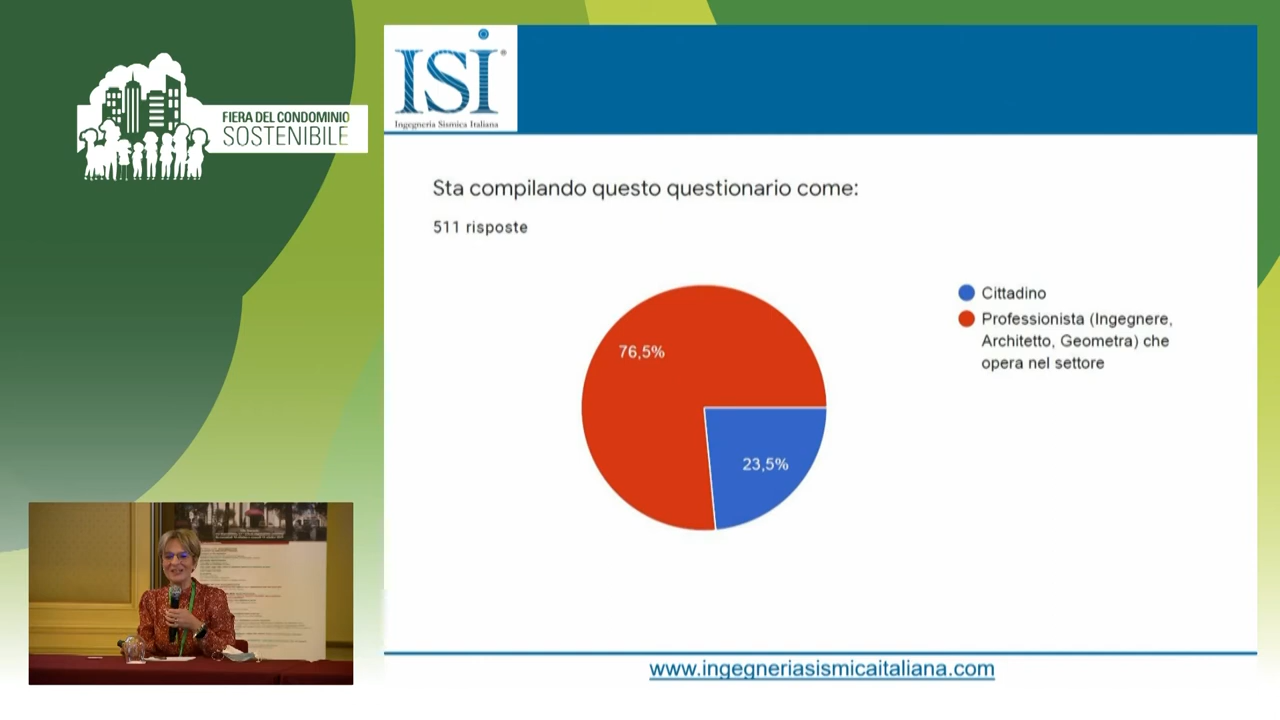 FIERA DEL CONDOMINIO
SOSTENIBILE
ISI
®
Ingegneria Sismica Italiana
Sta compilando questo questionario come:
511 risposte
76,5%
23,5%
Cittadino
Professionista (Ingegnere,
Architetto, Geometra) che
opera nel settore
www.ingegneriasismicaitaliana.com